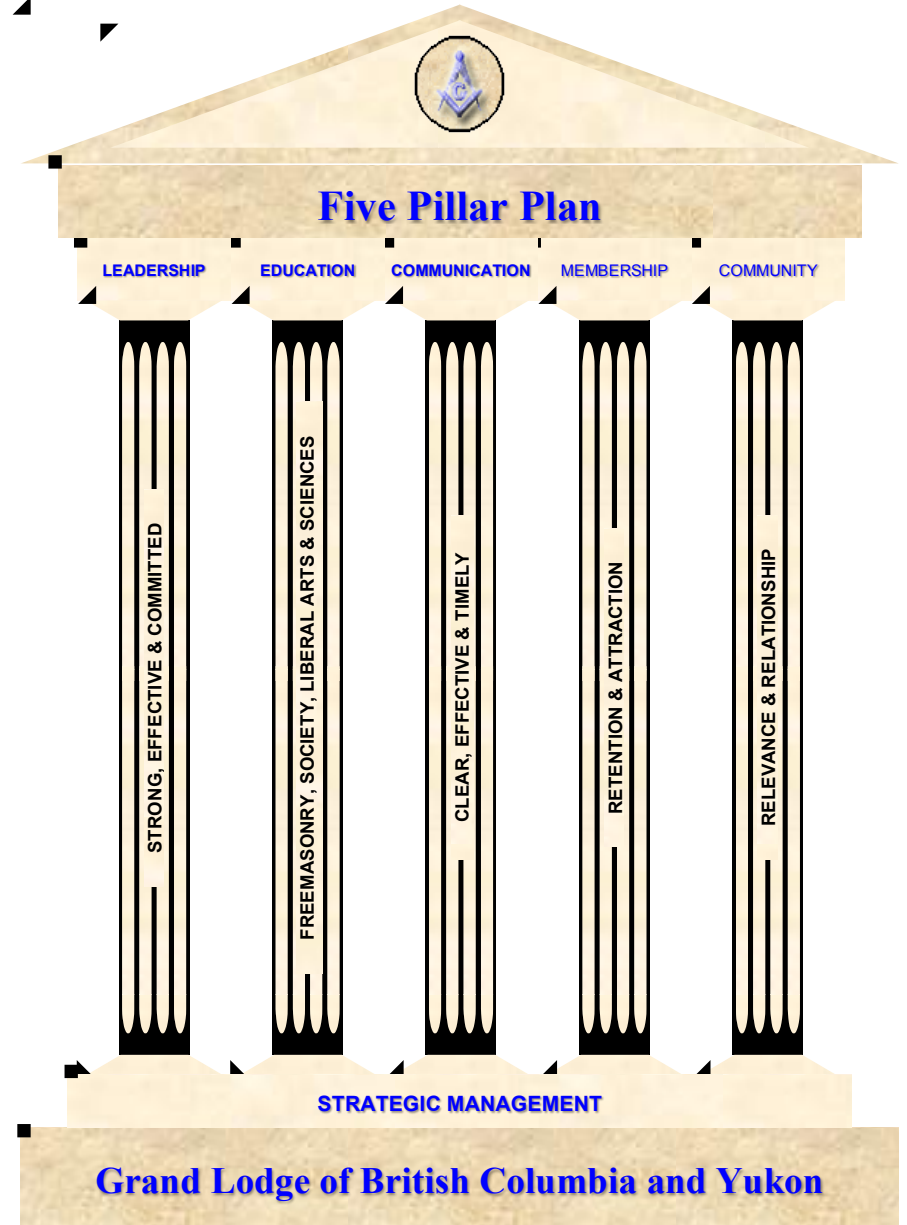 C
Five Pillar Plan
LEADERSHIP
EDUCATION
COMMUNICATION
MEMBERSHIP
COMMUNITY
STRONG, EFFECTIVE & COMMITTED
FREEMASONRY, SOCIETY, LIBERAL ARTS & SCIENCES
CLEAR, EFFECTIVE & TIMELY
RETENTION & ATTRACTION
RELEVANCE & RELATIONSHIP
STRATEGIC MANAGEMENT
Grand Lodge of British Columbia and Yukon